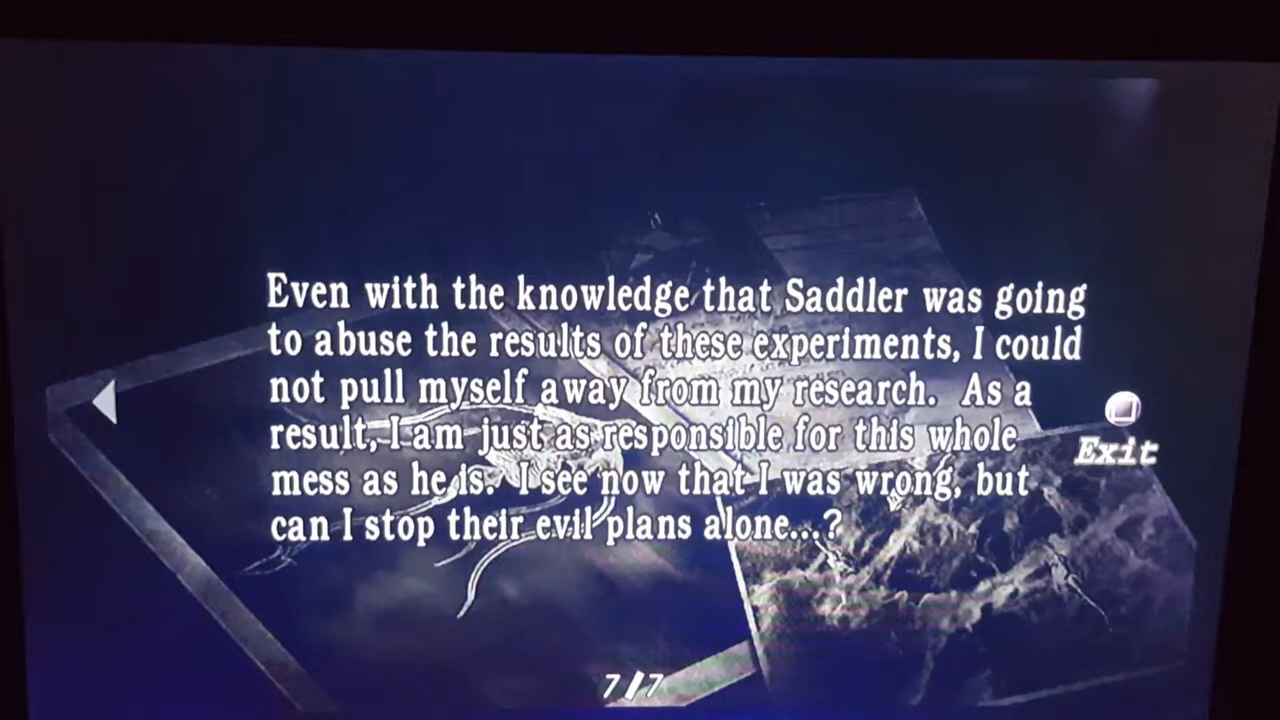 Even with the knowledge that Saddler was going
to abuse the results of these experiments, I could
not pull myself away from my research. As a
result, I am just as responsible for this whole
mess as he is. I see now that I was wrong, but
can I stop their evil plans alone...?
Exit
7/7